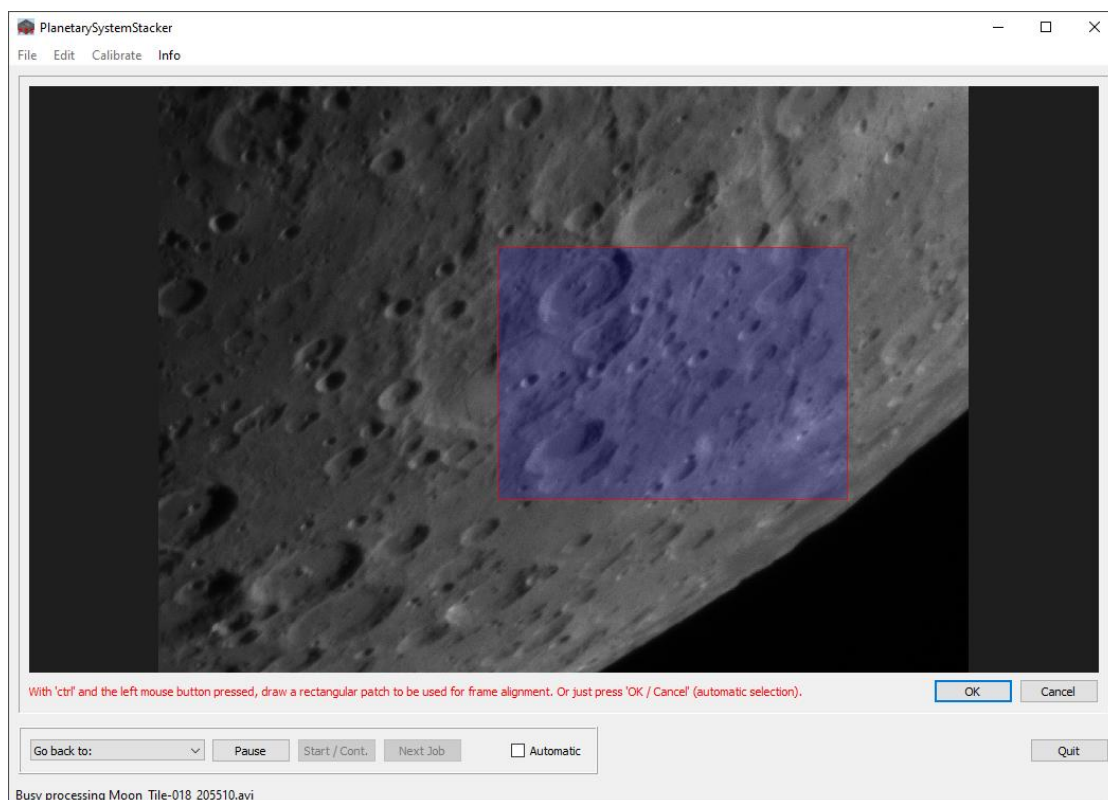 PlanetarySystemStacker
File Edit Calibrate Info
With 'ctrl' and the left mouse button pressed, draw a rectangular patch to be used for frame alignment. Or just press 'OK / Cancel' (automatic selection).
OK Cancel
Go back to: Pause Start / Cont. Next Job Automatic Quit
Busy processing Moon_Tile-018_205510.avi